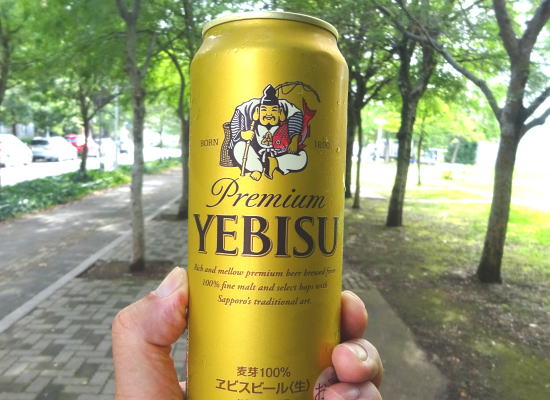 BORN 1890
Premium
YEBISU
Rich and mellow premium beer brewed from
100% fine malt and select hops with
Sapporo's traditional art.
麦芽100%
ヱビスビール〈生〉
お